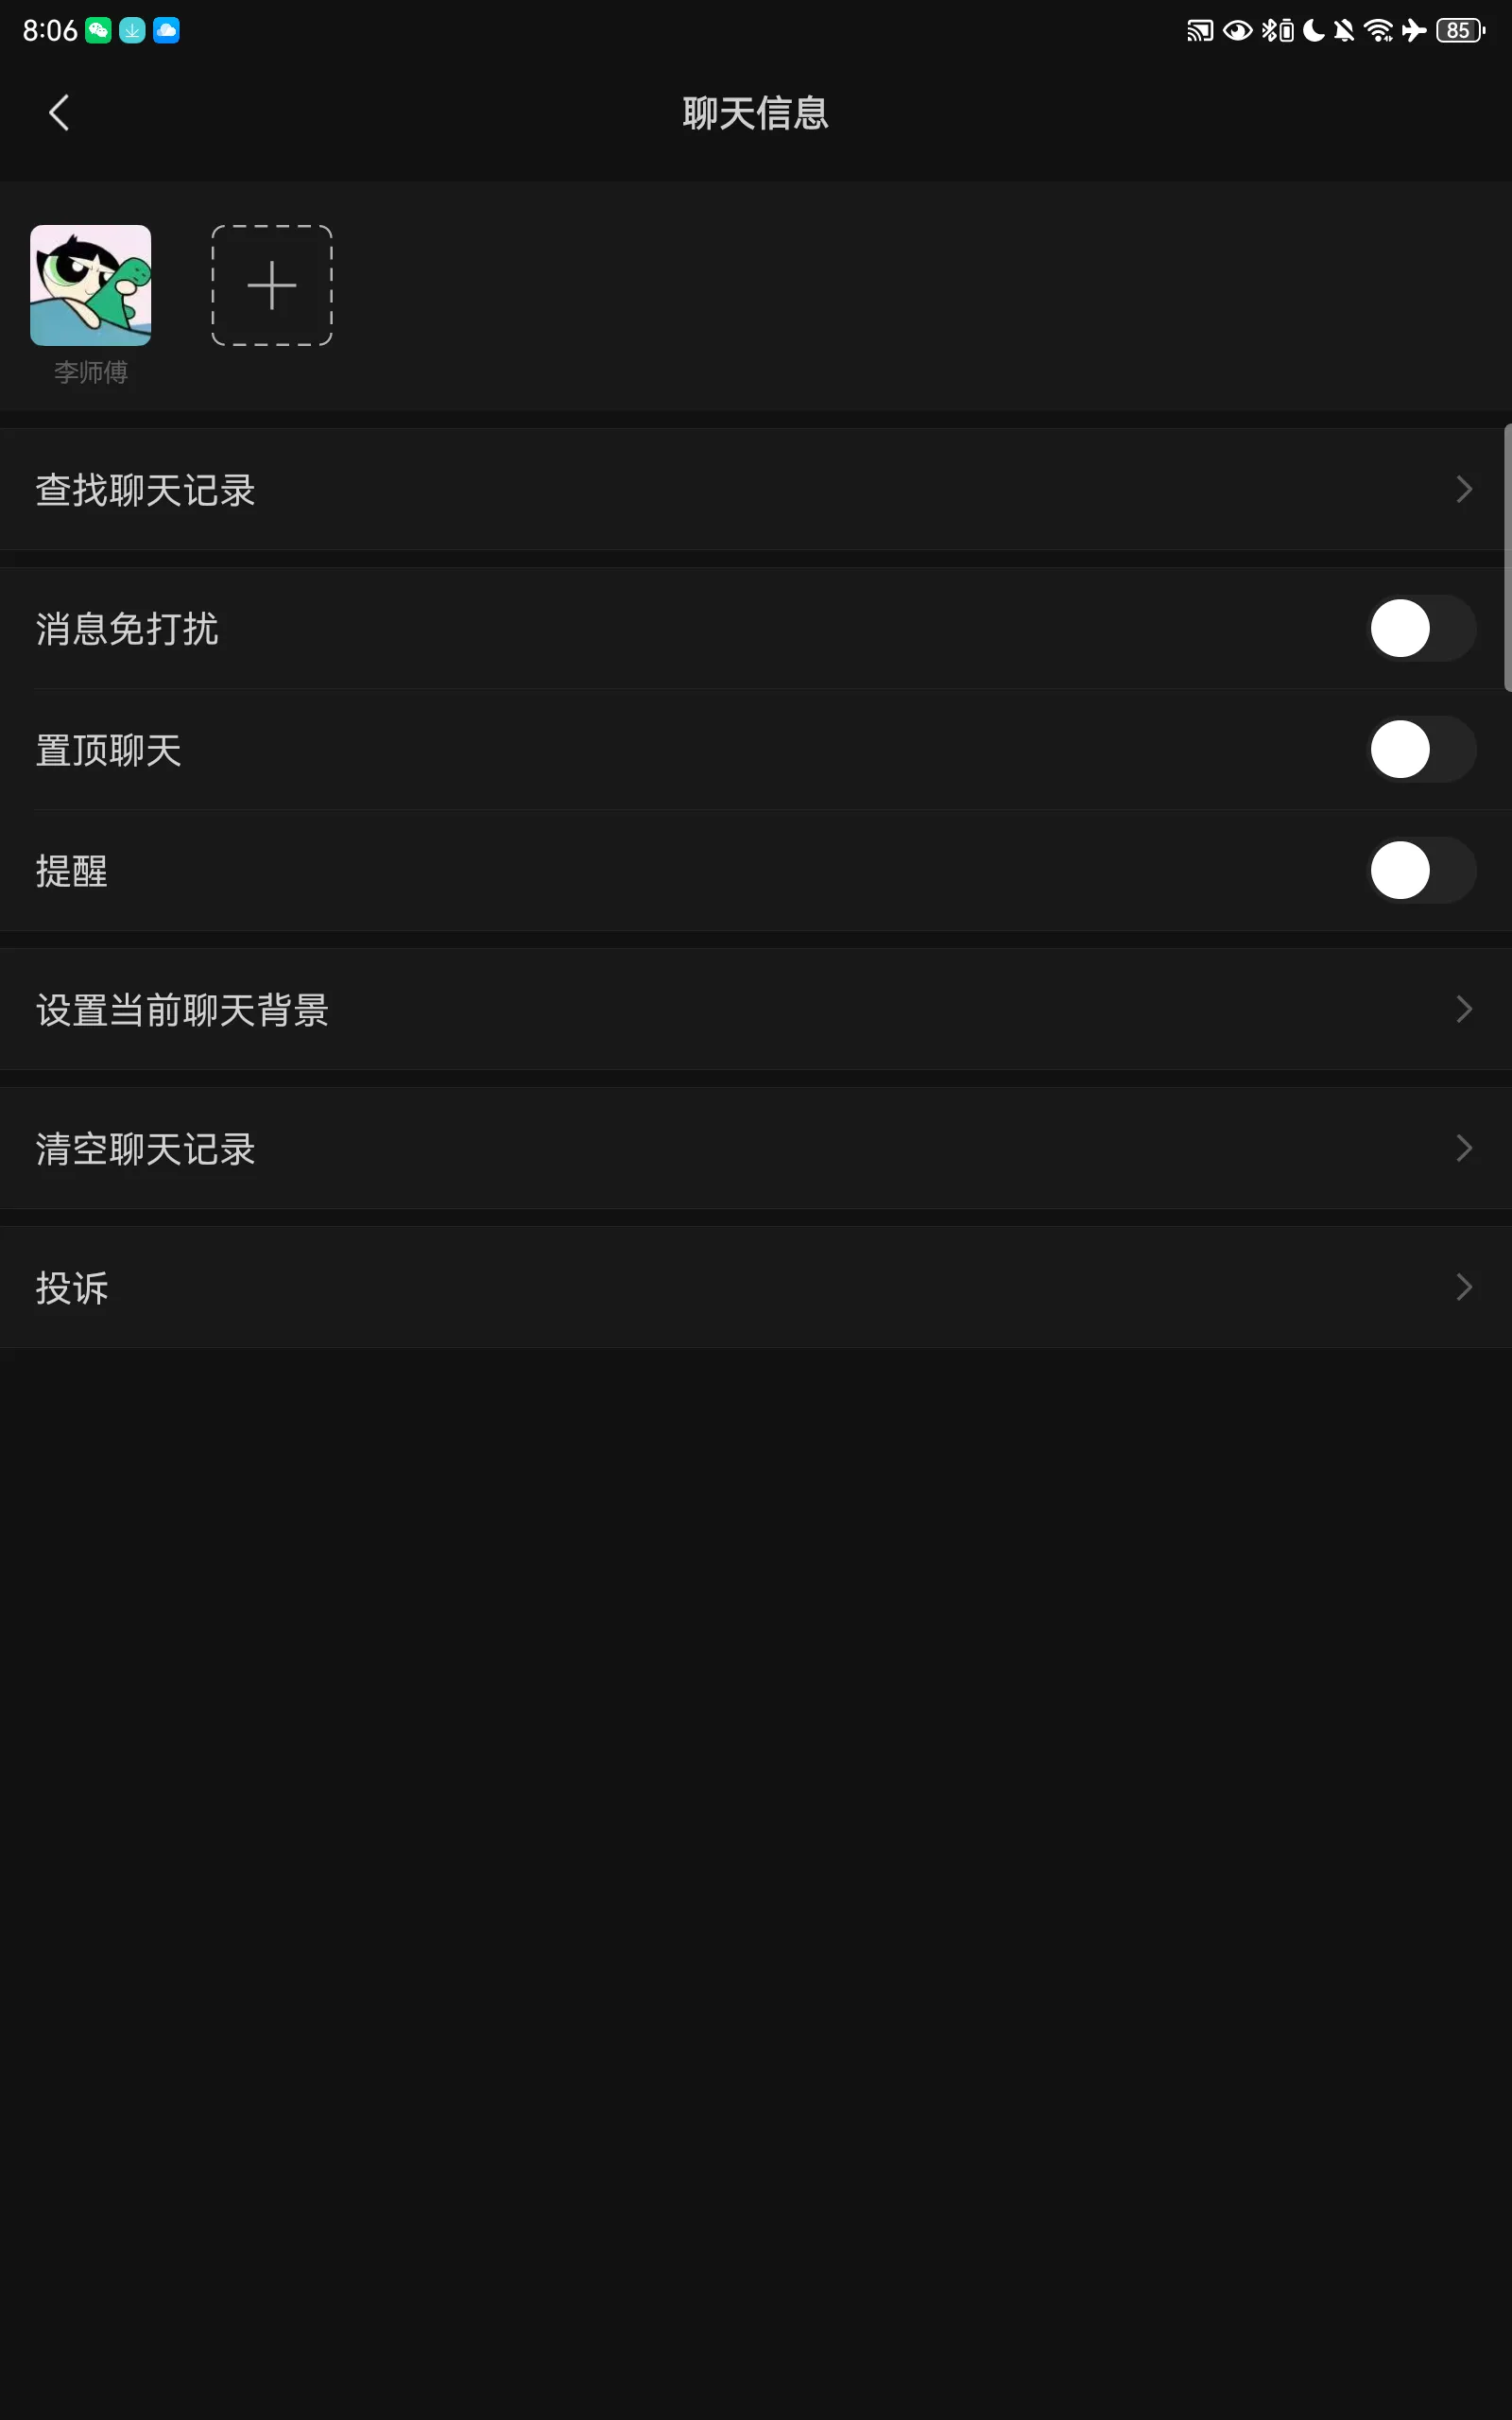 8:06
85
聊天信息
李师傅
查找聊天记录
消息免打扰
置顶聊天
提醒
设置当前聊天背景
清空聊天记录
投诉